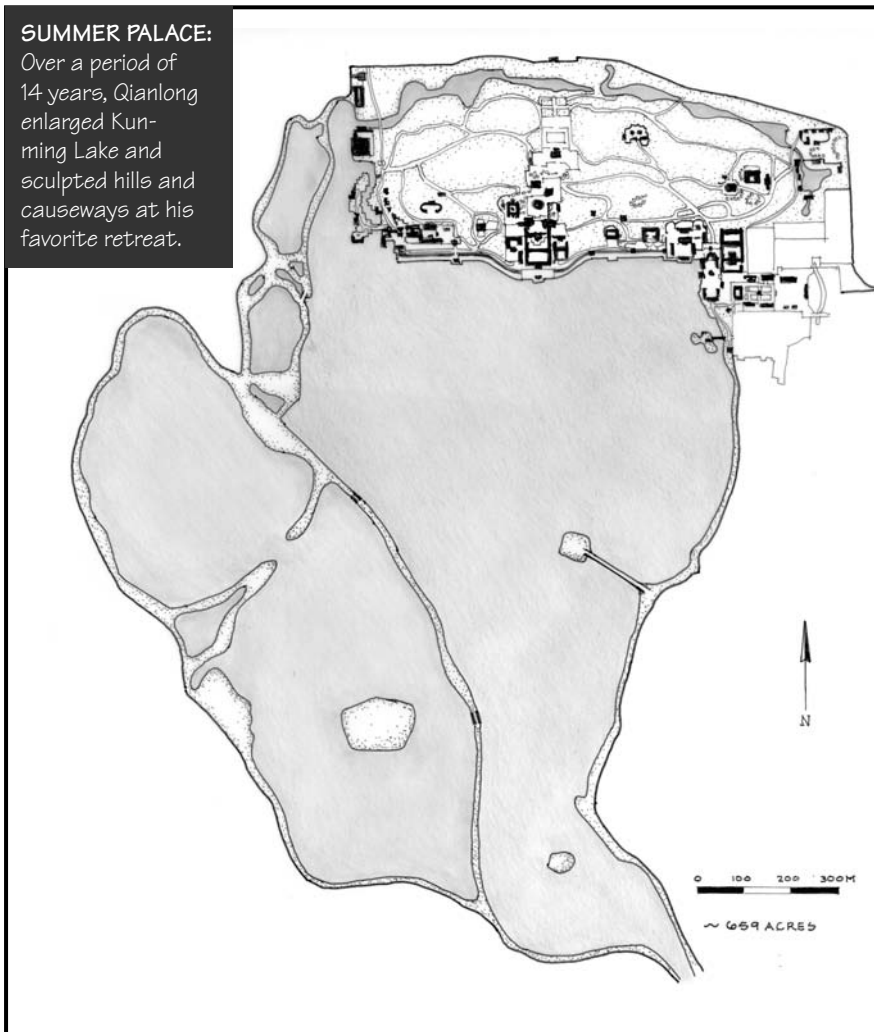 SUMMER PALACE:
Over a period of
14 years, Qianlong
enlarged Kun-
ming Lake and
sculpted hills and
causeways at his
favorite retreat.
N
0 100 200 300M
~ 659 ACRES